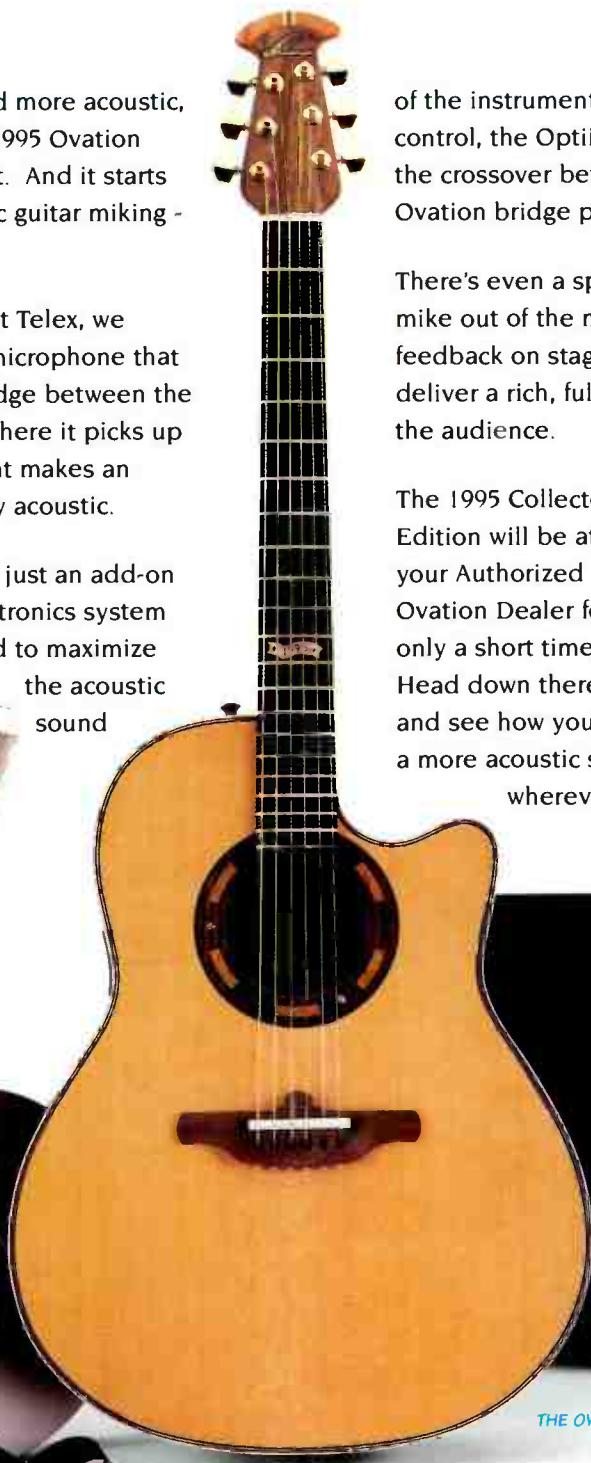 d more acoustic,
995 Ovation
t. And it starts
c guitar miking -
t Telex, we
nicrophone that
dge between the
here it picks up
at makes an
y acoustic.
just an add-on
tronics system
d to maximize
the acoustic
sound
of the instrument
control, the Opti
the crossover be
Ovation bridge p
There's even a sp
mike out of the
feedback on stag
deliver a rich, ful
the audience.
The 1995 Collect
Edition will be a
your Authorized
Ovation Dealer f
only a short time
Head down there
and see how you
a more acoustic s
wherev
1995
THE OV